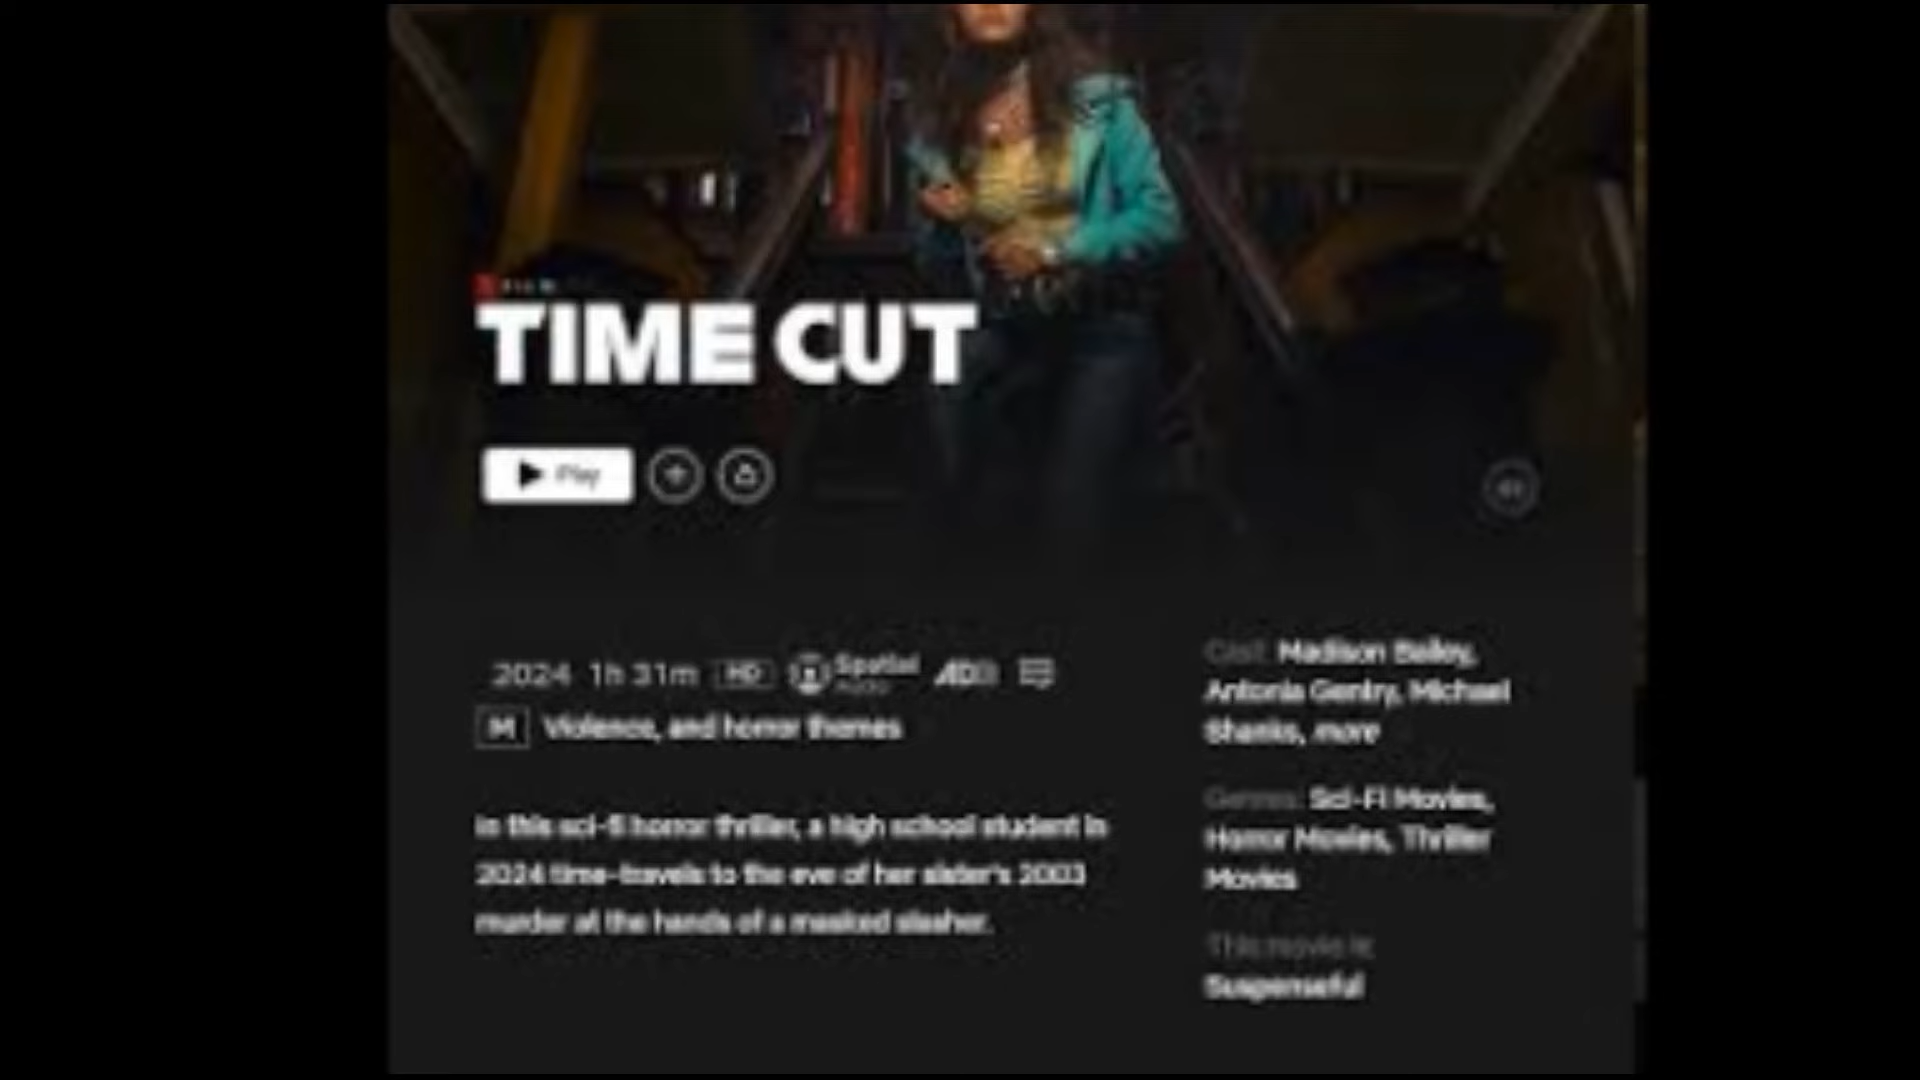 FILM
TIME CUT
Play
2024 1h 31m HD Spatial Audio AD
M Violence, and horror themes
In this sci-fi horror thriller, a high school student in
2024 time-travels to the eve of her sister's 2003
murder at the hands of a masked slasher.
Cast: Madison Bailey,
Antonia Gentry, Michael
Shanks, more
Genres: Sci-Fi Movies,
Horror Movies, Thriller
Movies
This movie is:
Suspenseful